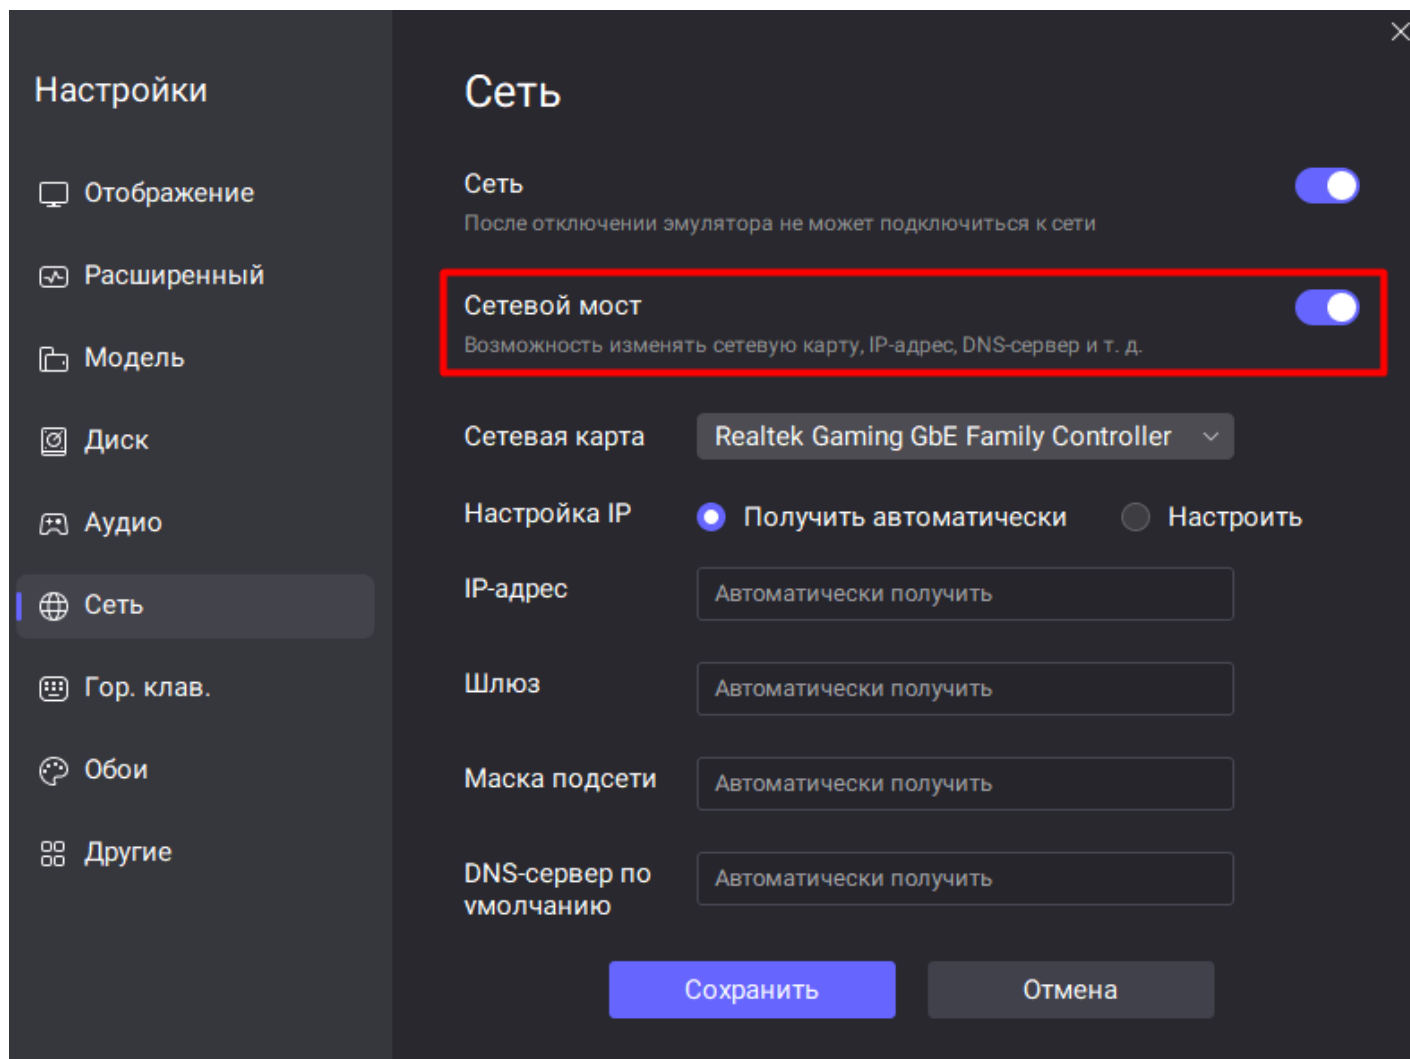 Настройки
Отображение
Расширенный
Модель
Диск
Аудио
Сеть
Гор. клав.
Обои
Другие
Сеть
Сеть
После отключении эмулятора не может подключиться к сети
Сетевой мост
Возможность изменять сетевую карту, IP-адрес, DNS-сервер и т. д.
Сетевая карта Realtek Gaming GbE Family Controller
Настройка IP Получить автоматически Настроить
IP-адрес Автоматически получить
Шлюз Автоматически получить
Маска подсети Автоматически получить
DNS-сервер по Автоматически получить
умолчанию
Сохранить Отмена